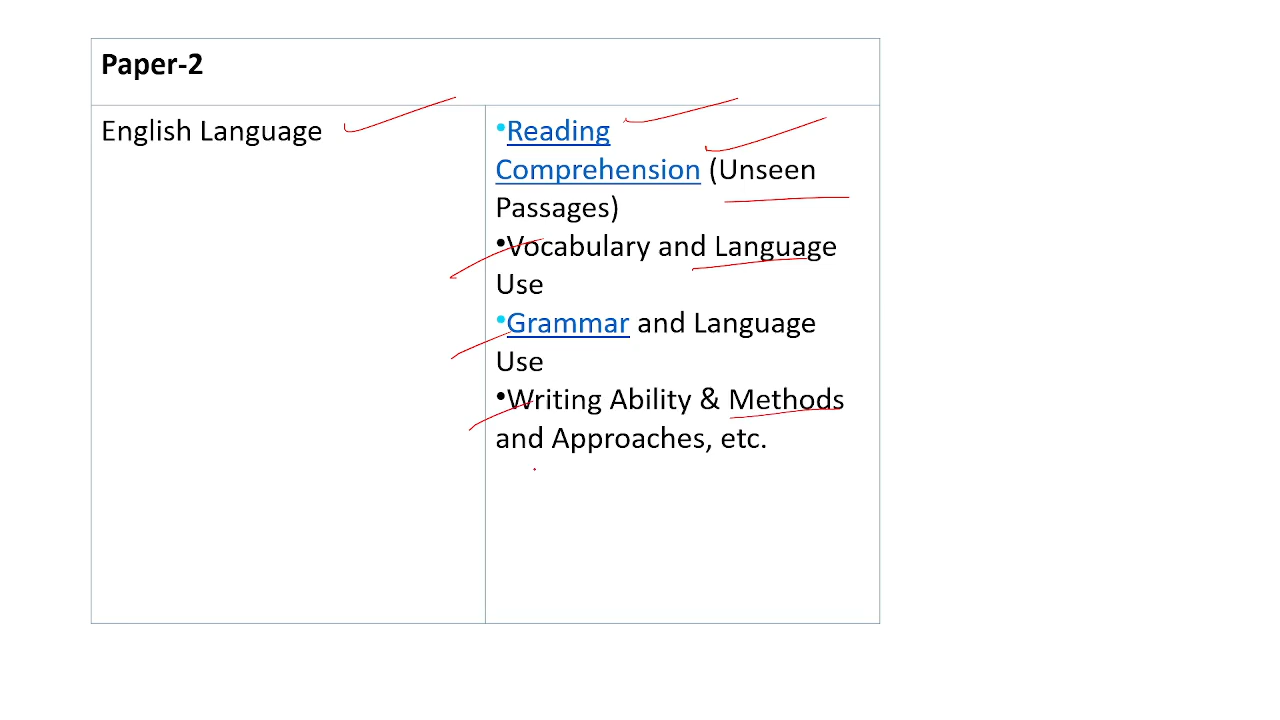 Paper-2
English Language
•Reading
Comprehension (Unseen
Passages)
•Vocabulary and Language
Use
•Grammar and Language
Use
•Writing Ability & Methods
and Approaches, etc.